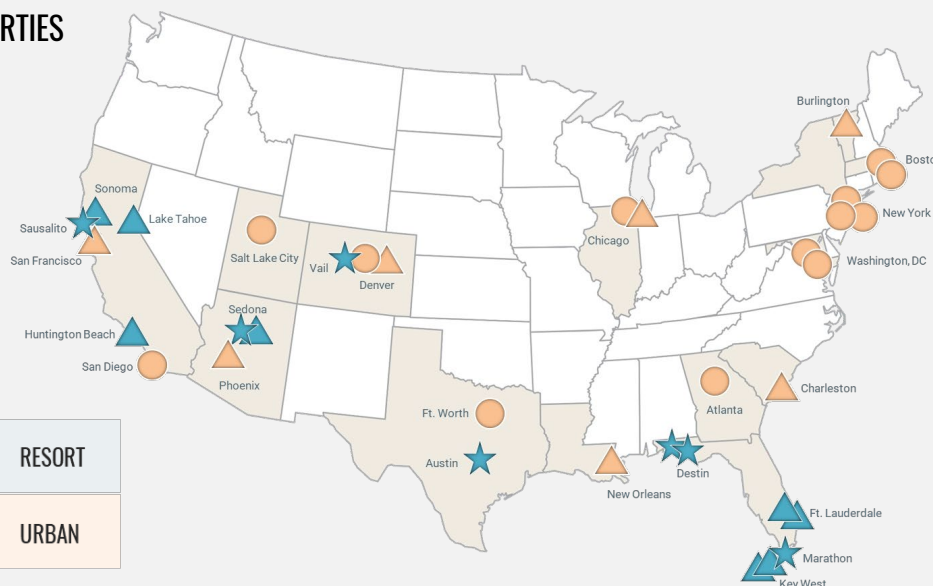 RTIES
Burlington
Bosto
Sonoma
Lake Tahoe
Sausalito
New York
San Francisco
Salt Lake City
Chicago
Washington, DC
Vail
Denver
Sedona
Huntington Beach
San Diego
Phoenix
Charleston
Atlanta
Ft. Worth
Austin
Destin
New Orleans
RESORT
Ft. Lauderdale
URBAN
Marathon
Key West